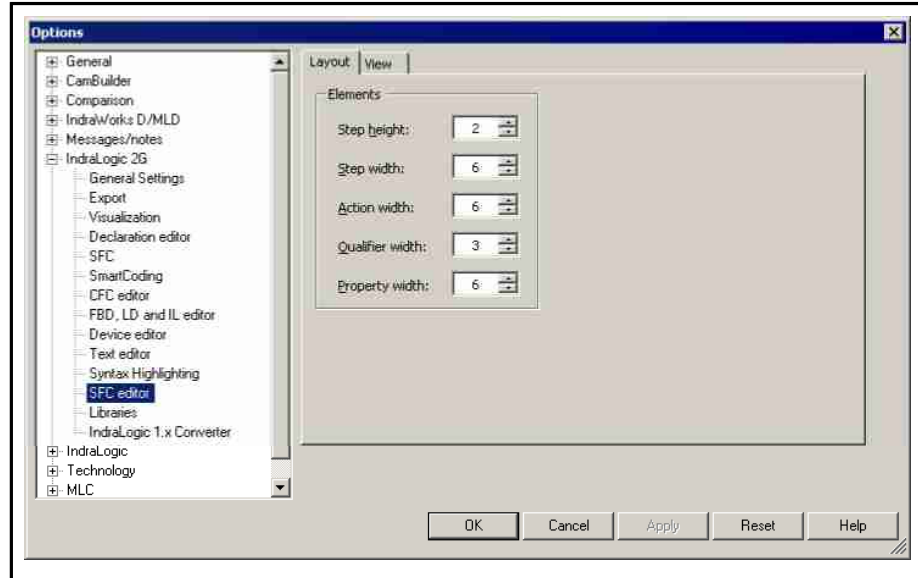 Options
General
CamBuilder
Comparison
IndraWorks D/MLD
Messages/notes
IndraLogic 2G
General Settings
Export
Visualization
Declaration editor
SFC
SmartCoding
CFC editor
FBD, LD and IL editor
Device editor
Text editor
Syntax Highlighting
SFC editor
Libraries
IndraLogic 1.x Converter
IndraLogic
Technology
MLC
Layout View
Elements
Step height: 2
Step width: 6
Action width: 6
Qualifier width: 3
Property width: 6
OK Cancel Apply Reset Help